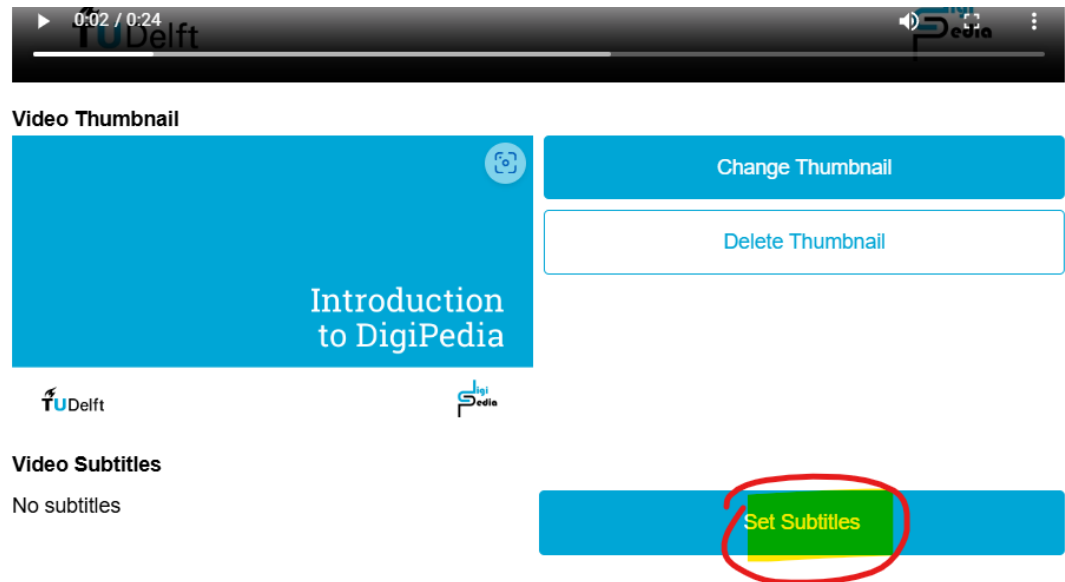 0:02 / 0:24
TUDelft
digi
Pedia
Video Thumbnail
Change Thumbnail
Delete Thumbnail
Introduction
to DigiPedia
TUDelft
digi
Pedia
Video Subtitles
No subtitles
Set Subtitles